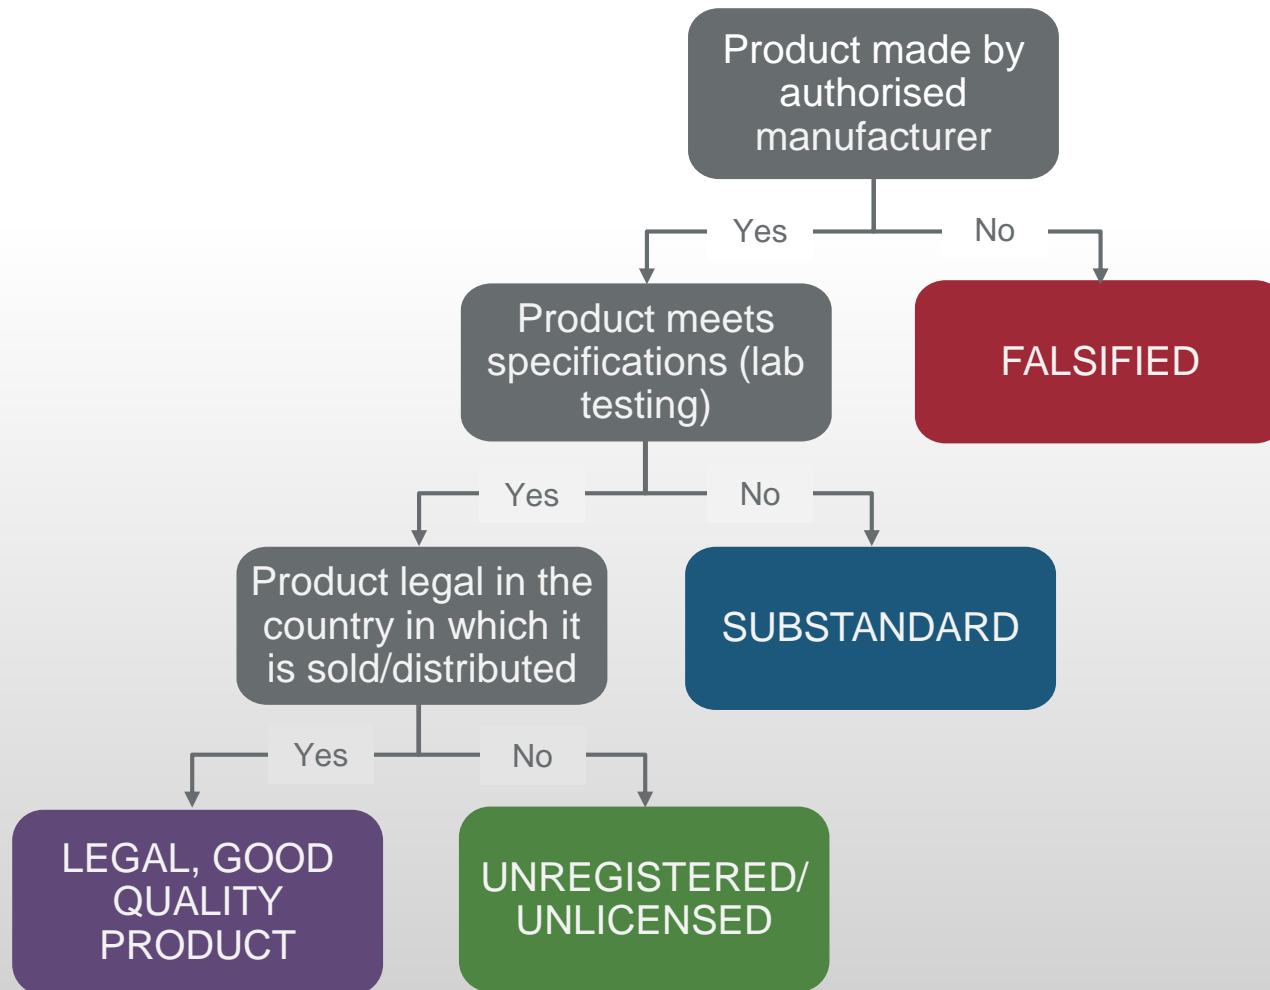 Product made by
authorised
manufacturer
Yes
No
Product meets
specifications (lab
testing)
FALSIFIED
Yes
No
Product legal in the
country in which it
is sold/distributed
SUBSTANDARD
Yes
No
LEGAL, GOOD
QUALITY
PRODUCT
UNREGISTERED/
UNLICENSED